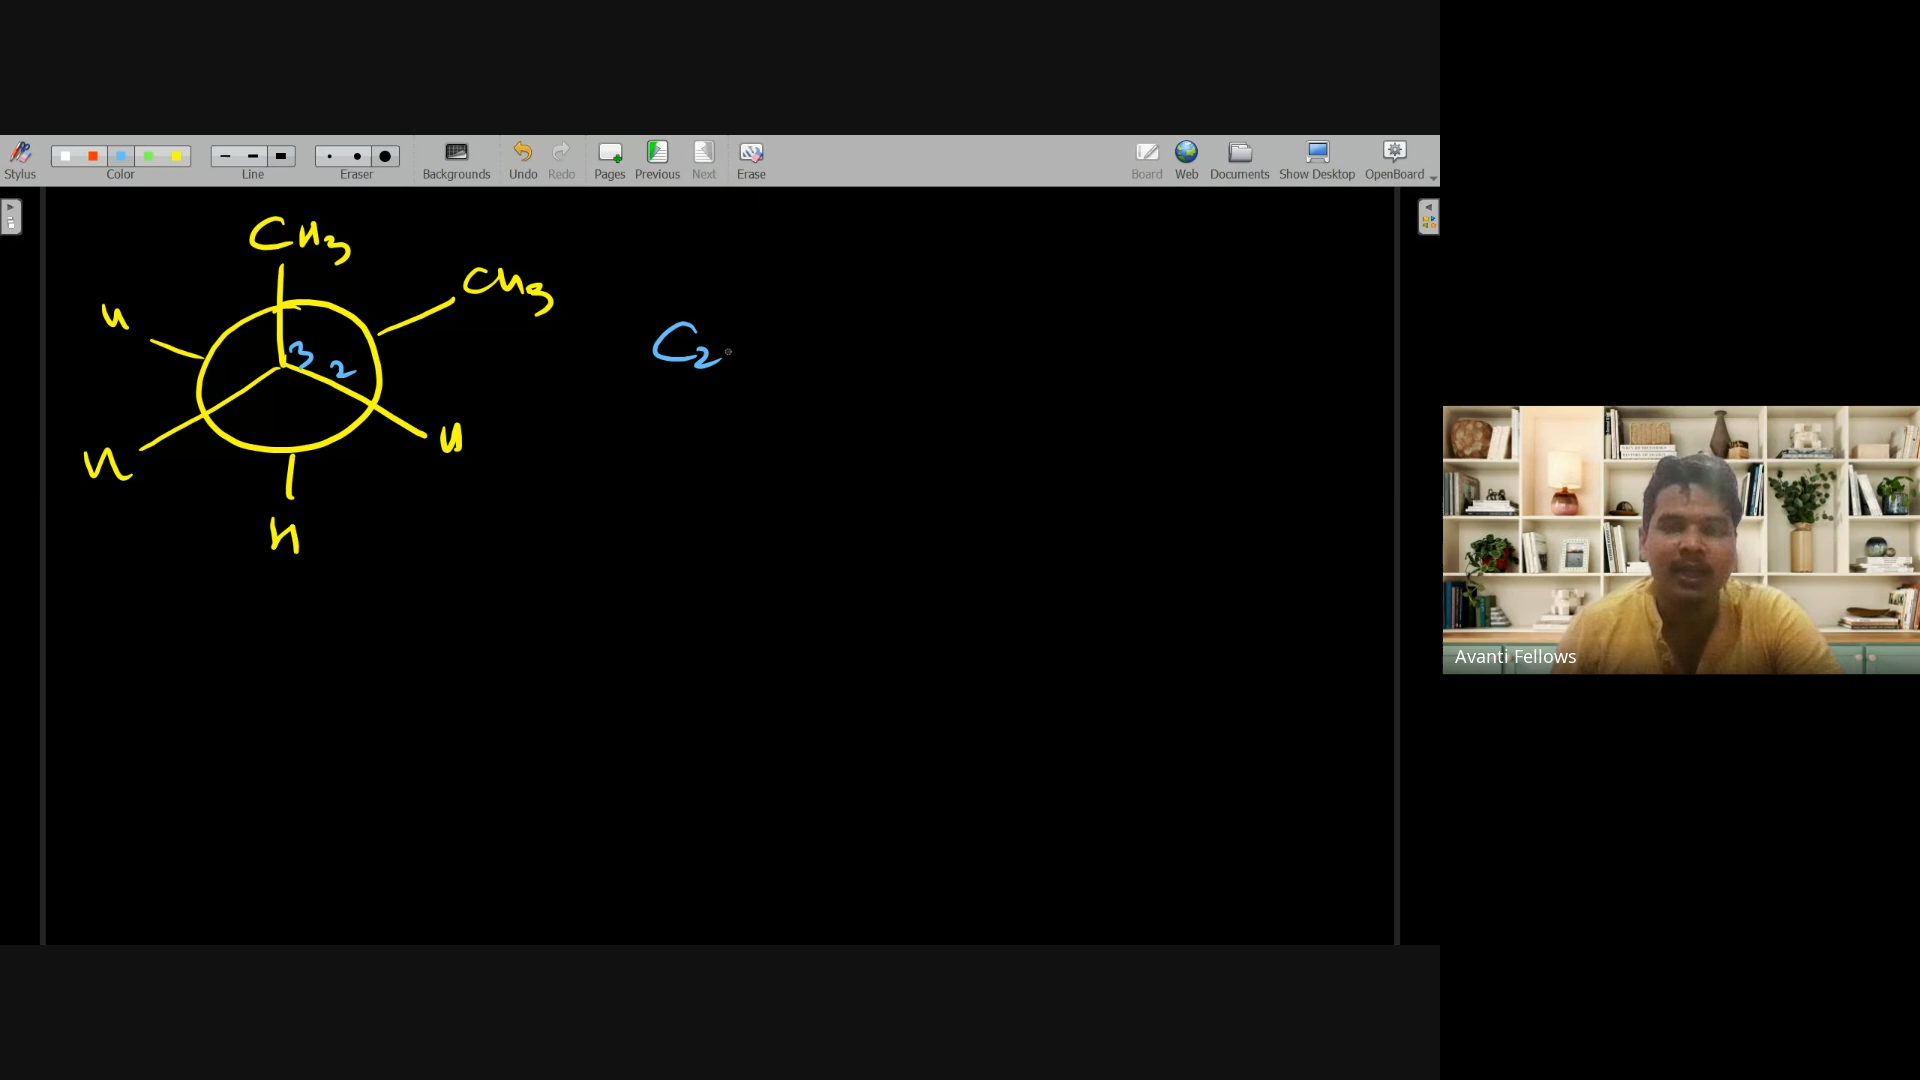 Stylus Color Line Eraser Backgrounds Undo Redo Pages Previous Next Erase Board Web Documents Show Desktop OpenBoard
CH3
CH3
H
3 2
C2
H
H
H
Avanti Fellows